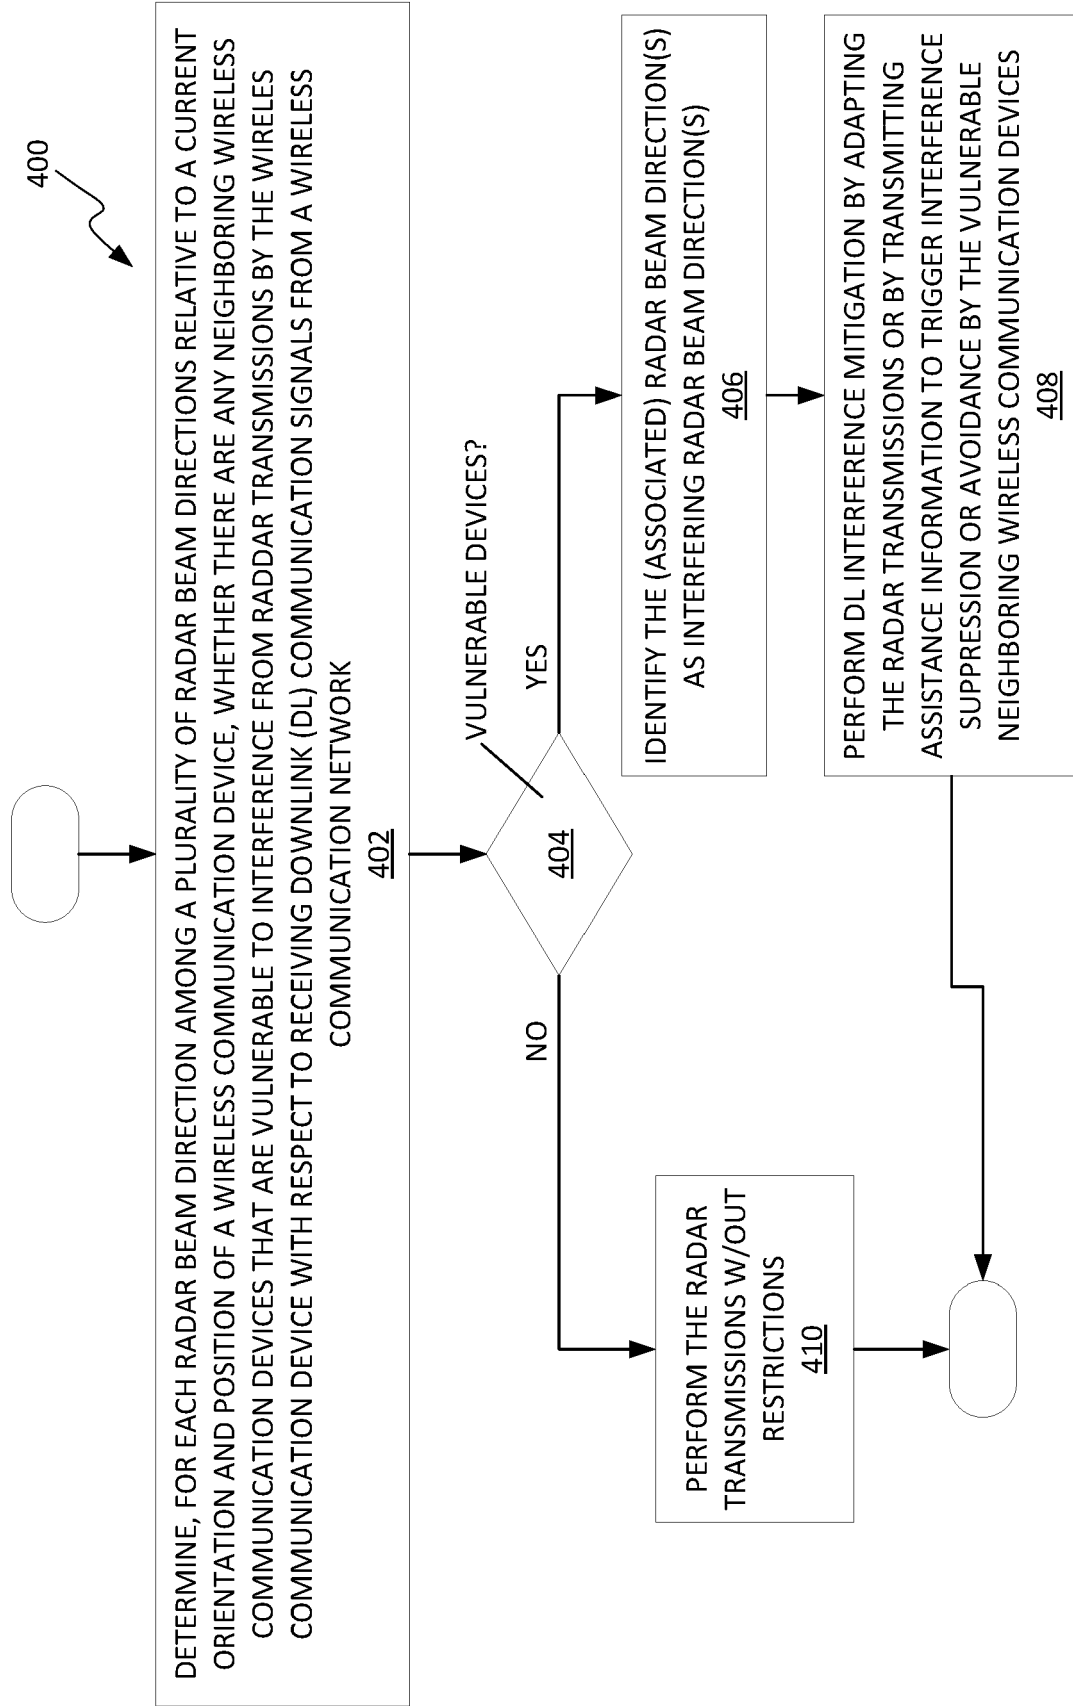 400
DETERMINE, FOR EACH RADAR BEAM DIRECTION AMONG A PLURALITY OF RADAR BEAM DIRECTIONS RELATIVE TO A CURRENT
ORIENTATION AND POSITION OF A WIRELESS COMMUNICATION DEVICE, WHETHER THERE ARE ANY NEIGHBORING WIRELESS
COMMUNICATION DEVICES THAT ARE VULNERABLE TO INTERFERENCE FROM RADDAR TRANSMISSIONS BY THE WIRELES
COMMUNICATION DEVICE WITH RESPECT TO RECEIVING DOWNLINK (DL) COMMUNICATION SIGNALS FROM A WIRELESS
COMMUNICATION NETWORK
402
VULNERABLE DEVICES?
404
NO
YES
PERFORM THE RADAR
TRANSMISSIONS W/OUT
RESTRICTIONS
410
IDENTIFY THE (ASSOCIATED) RADAR BEAM DIRECTION(S)
AS INTERFERING RADAR BEAM DIRECTION(S)
406
PERFORM DL INTERFERENCE MITIGATION BY ADAPTING
THE RADAR TRANSMISSIONS OR BY TRANSMITTING
ASSISTANCE INFORMATION TO TRIGGER INTERFERENCE
SUPPRESSION OR AVOIDANCE BY THE VULNERABLE
NEIGHBORING WIRELESS COMMUNICATION DEVICES
408